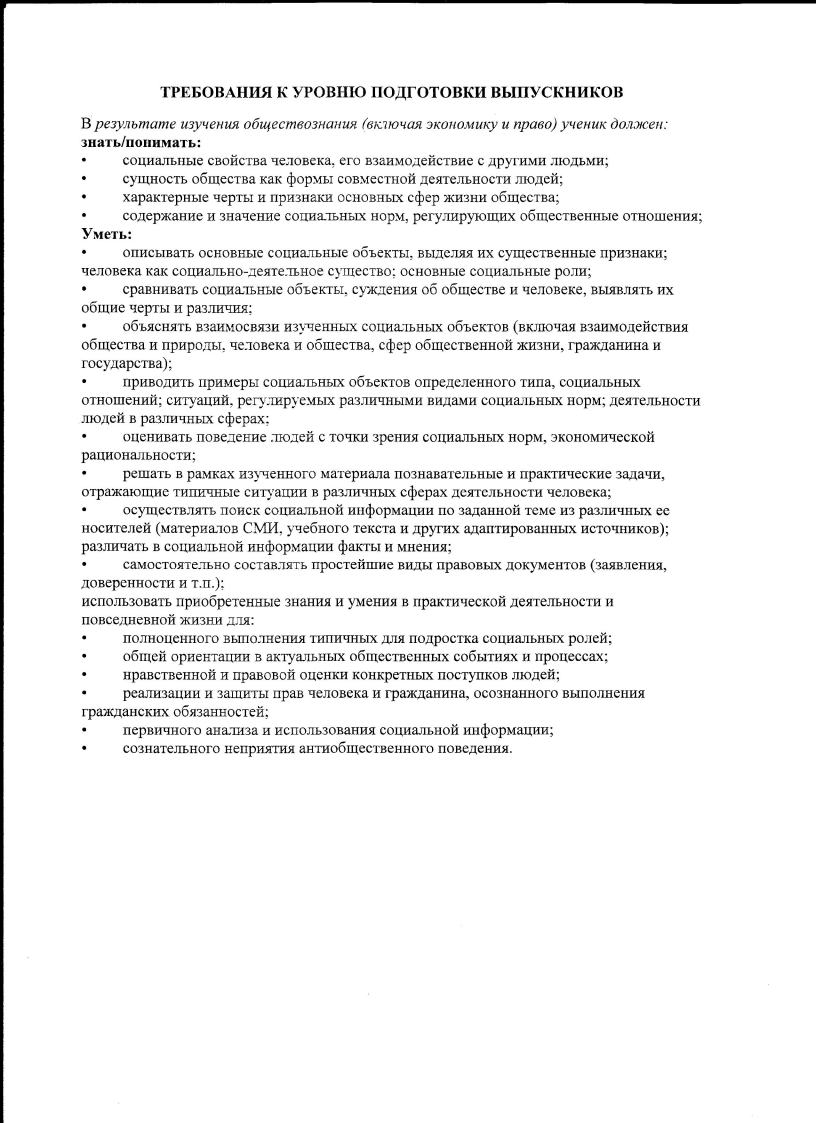 ТРЕБОВАНИЯ К УРОВНЮ ПОДГОТОВКИ ВЫПУСКНИКОВ
В результате изучения обществознания (включая экономику и право) ученик должен:
знать/понимать:
• социальные свойства человека, его взаимодействие с другими людьми;
• сущность общества как формы совместной деятельности людей;
• характерные черты и признаки основных сфер жизни общества;
• содержание и значение социальных норм, регулирующих общественные отношения;
Уметь:
• описывать основные социальные объекты, выделяя их существенные признаки;
человека как социально-деятельное существо; основные социальные роли;
• сравнивать социальные объекты, суждения об обществе и человеке, выявлять их
общие черты и различия;
• объяснять взаимосвязи изученных социальных объектов (включая взаимодействия
общества и природы, человека и общества, сфер общественной жизни, гражданина и
государства);
• приводить примеры социальных объектов определенного типа, социальных
отношений; ситуаций, регулируемых различными видами социальных норм; деятельности
людей в различных сферах;
• оценивать поведение людей с точки зрения социальных норм, экономической
рациональности;
• решать в рамках изученного материала познавательные и практические задачи,
отражающие типичные ситуации в различных сферах деятельности человека;
• осуществлять поиск социальной информации по заданной теме из различных ее
носителей (материалов СМИ, учебного текста и других адаптированных источников);
различать в социальной информации факты и мнения;
• самостоятельно составлять простейшие виды правовых документов (заявления,
доверенности и т.п.);
использовать приобретенные знания и умения в практической деятельности и
повседневной жизни для:
• полноценного выполнения типичных для подростка социальных ролей;
• общей ориентации в актуальных общественных событиях и процессах;
• нравственной и правовой оценки конкретных поступков людей;
• реализации и защиты прав человека и гражданина, осознанного выполнения
гражданских обязанностей;
• первичного анализа и использования социальной информации;
• сознательного неприятия антиобщественного поведения.